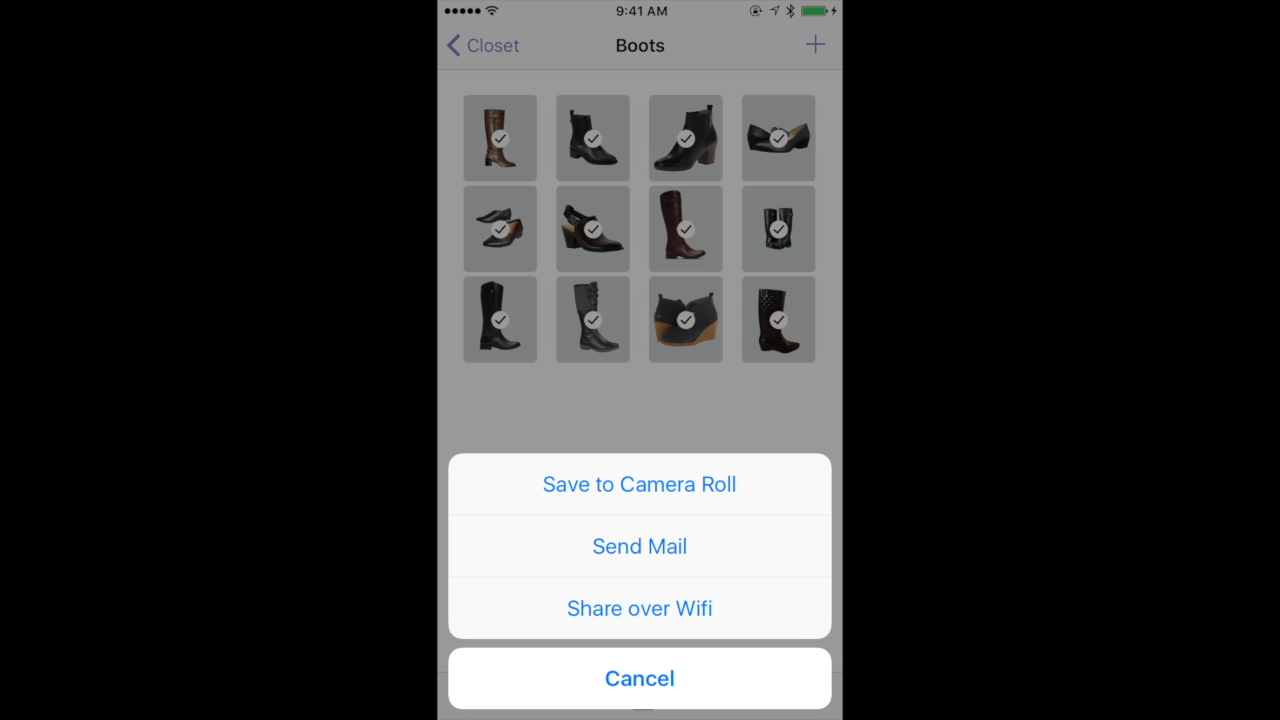 9:41 AM
Closet
Boots
Save to Camera Roll
Send Mail
Share over Wifi
Cancel